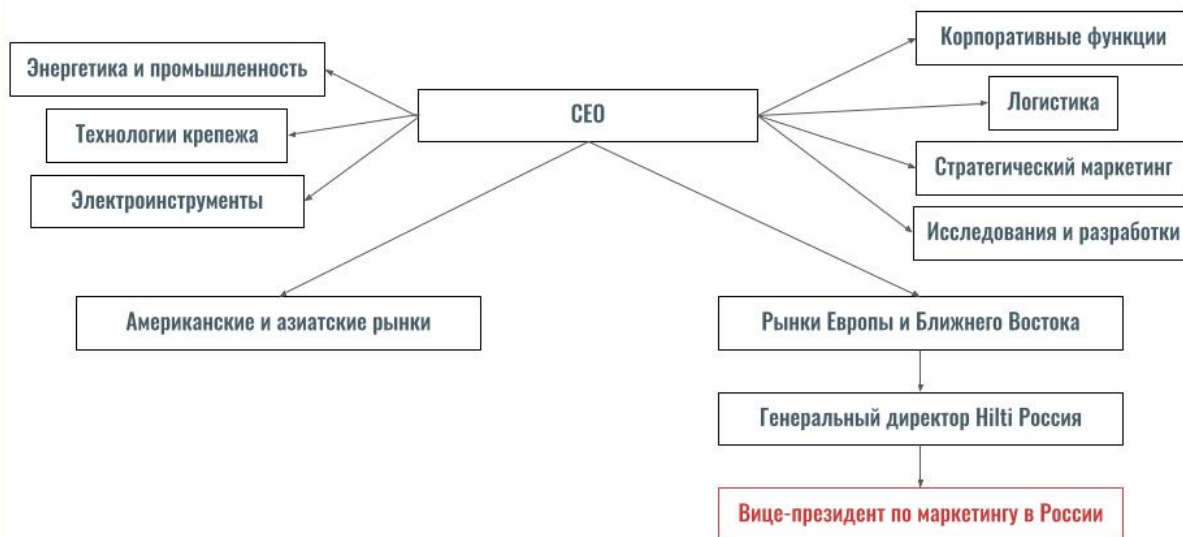 Энергетика и промышленность
Технологии крепежа
Электроинструменты
CEO
Корпоративные функции
Логистика
Стратегический маркетинг
Исследования и разработки
Американские и азиатские рынки
Рынки Европы и Ближнего Востока
Генеральный директор Hilti Россия
Вице-президент по маркетингу в России